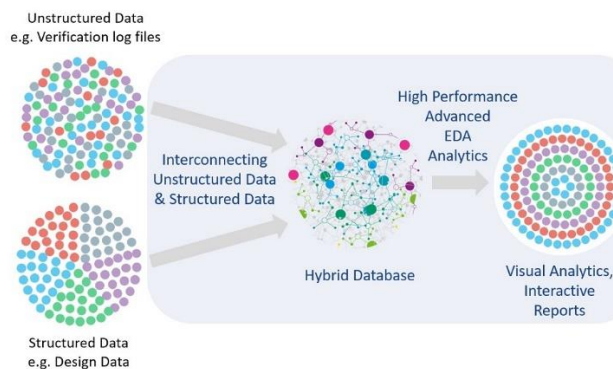 Unstructured Data
e.g. Verification log files
Interconnecting
Unstructured Data
& Structured Data
Structured Data
e.g. Design Data
Hybrid Database
High Performance
Advanced
EDA
Analytics
Visual Analytics,
Interactive
Reports